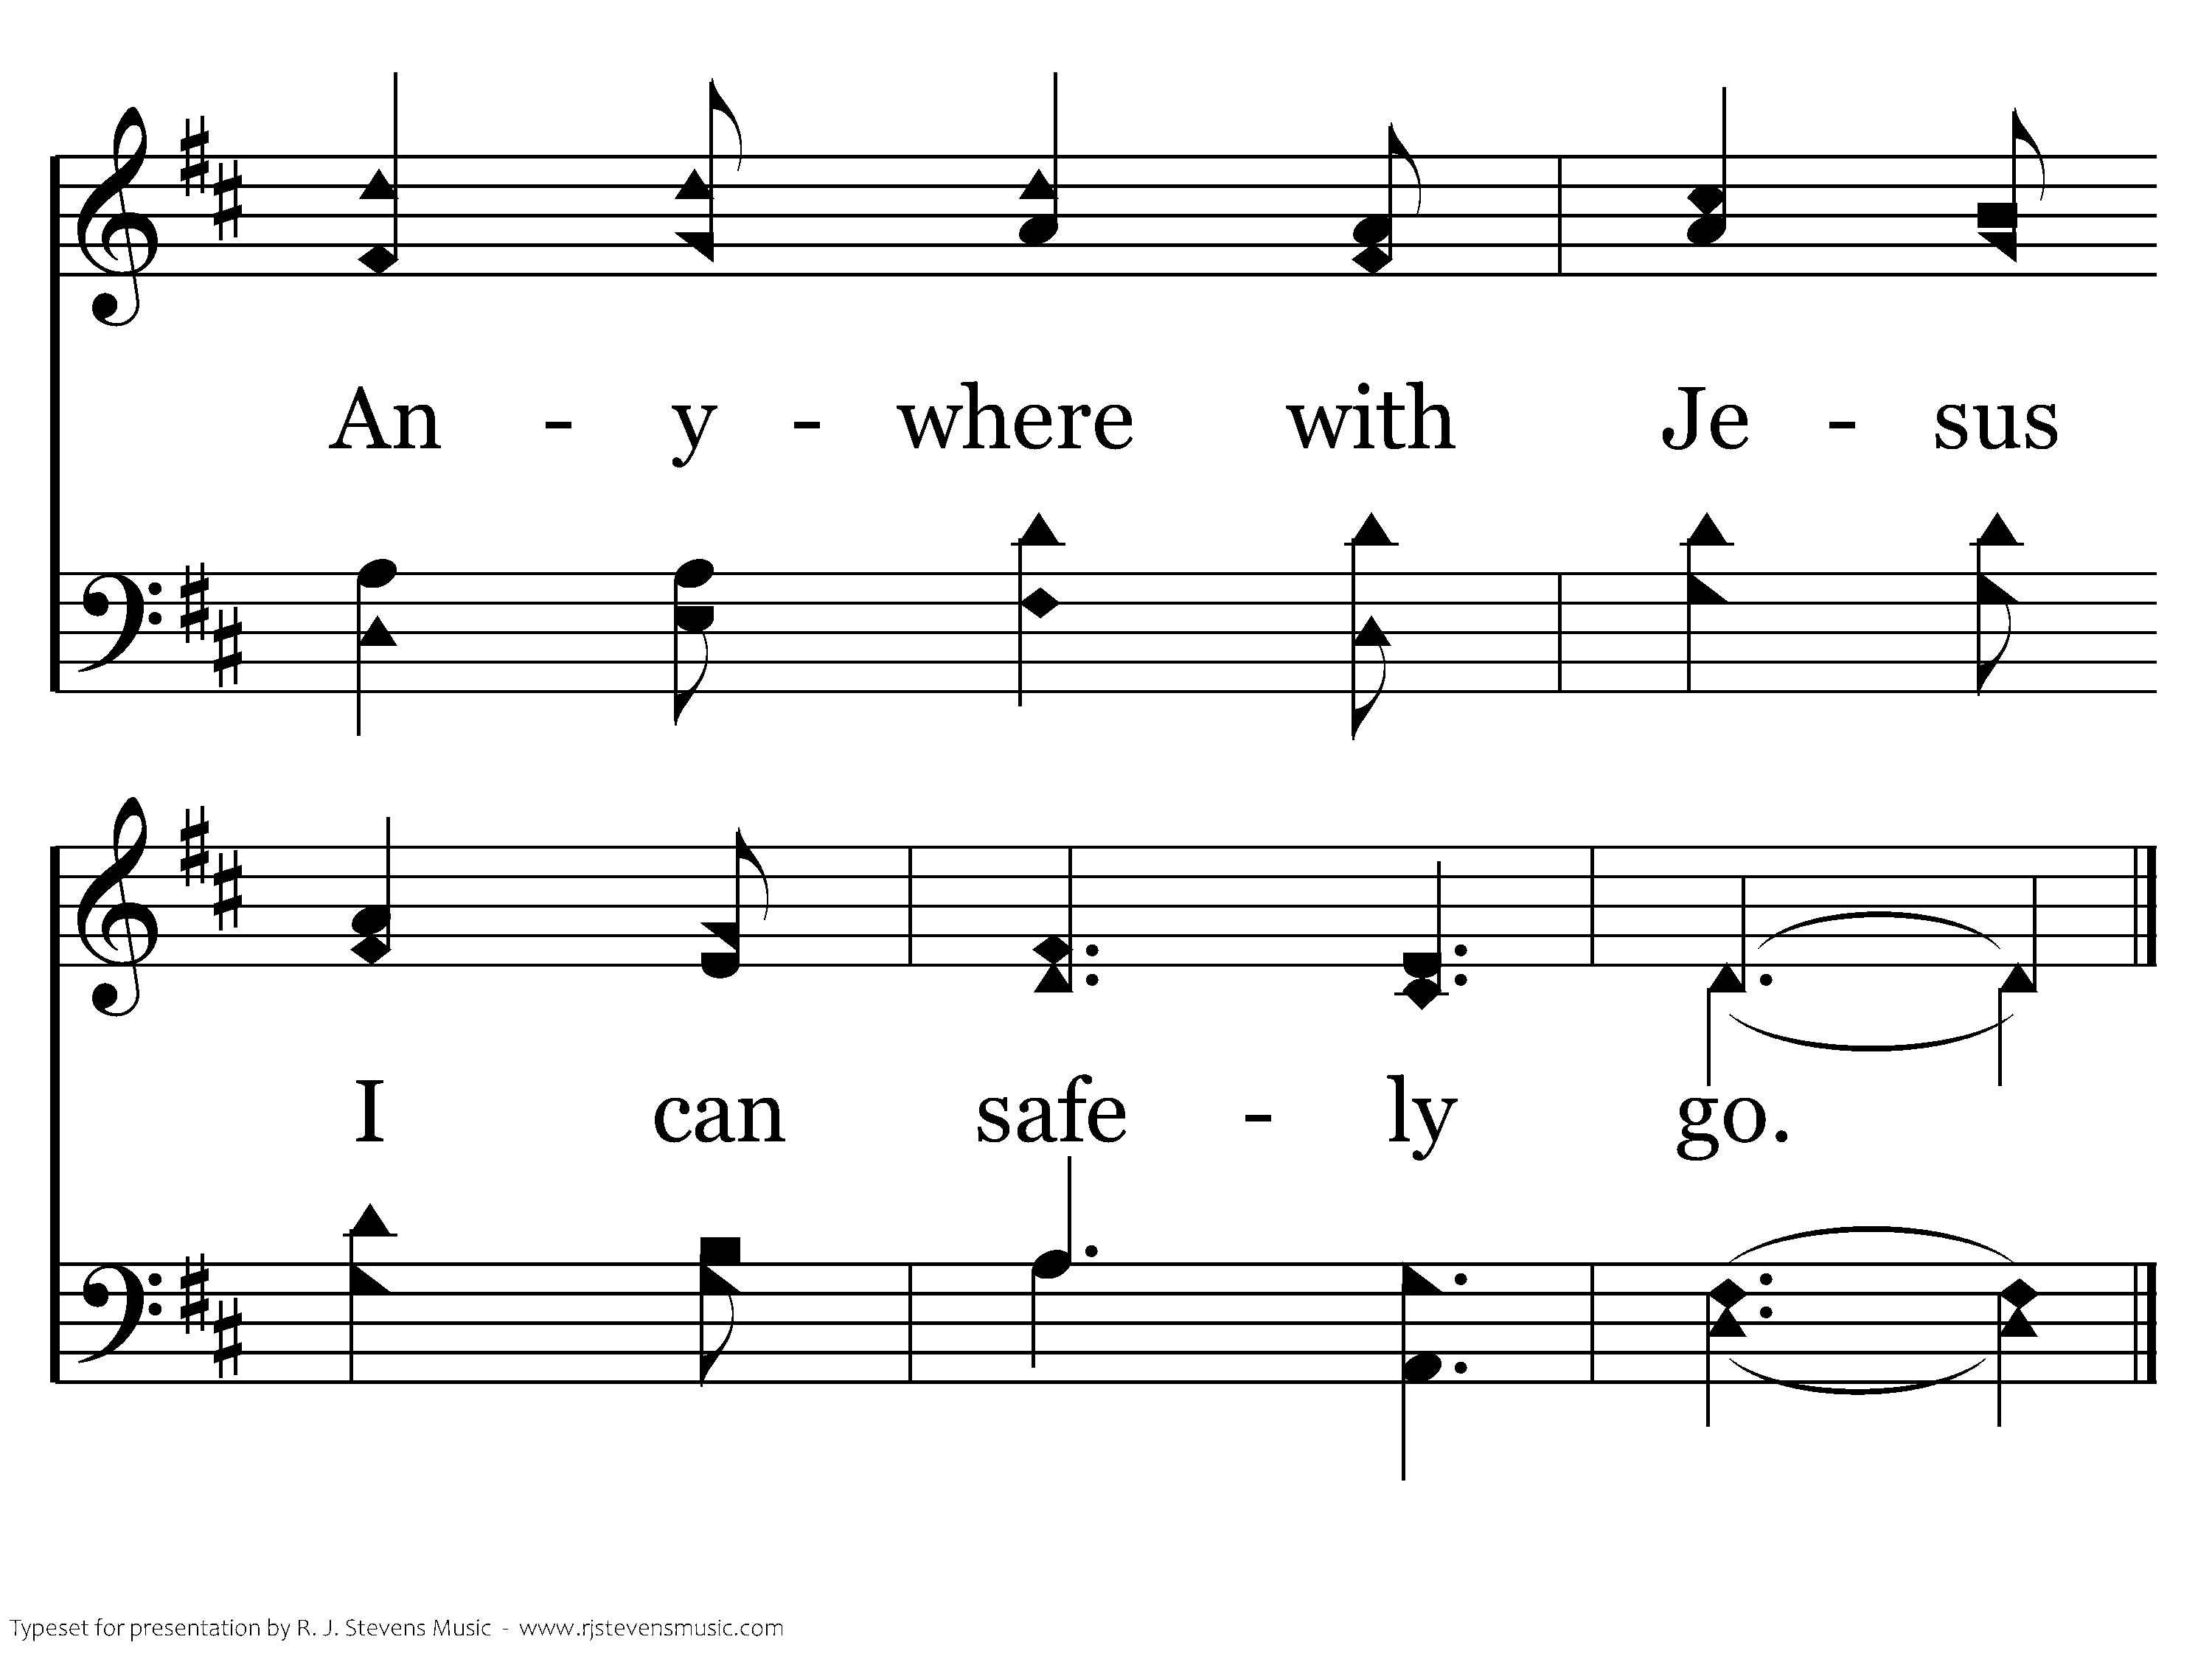 An - y - where with Je - sus
I can safe - ly go.
Typeset for presentation by R. J. Stevens Music - www.rjstevensmusic.com